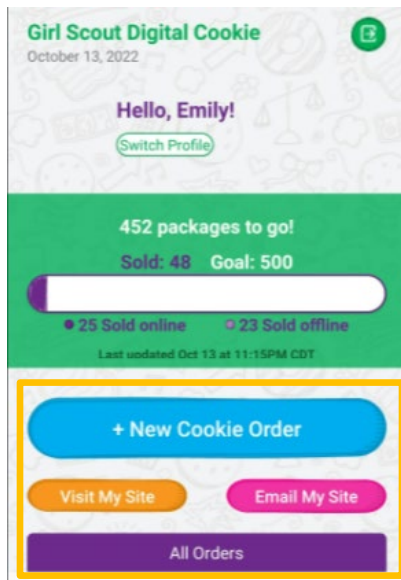 Girl Scout Digital Cookie
October 13, 2022
Hello, Emily!
Switch Profile
452 packages to go!
Sold: 48 Goal: 500
25 Sold online 23 Sold offline
Last updated Oct 13 at 11:15PM CDT
+ New Cookie Order
Visit My Site Email My Site
All Orders